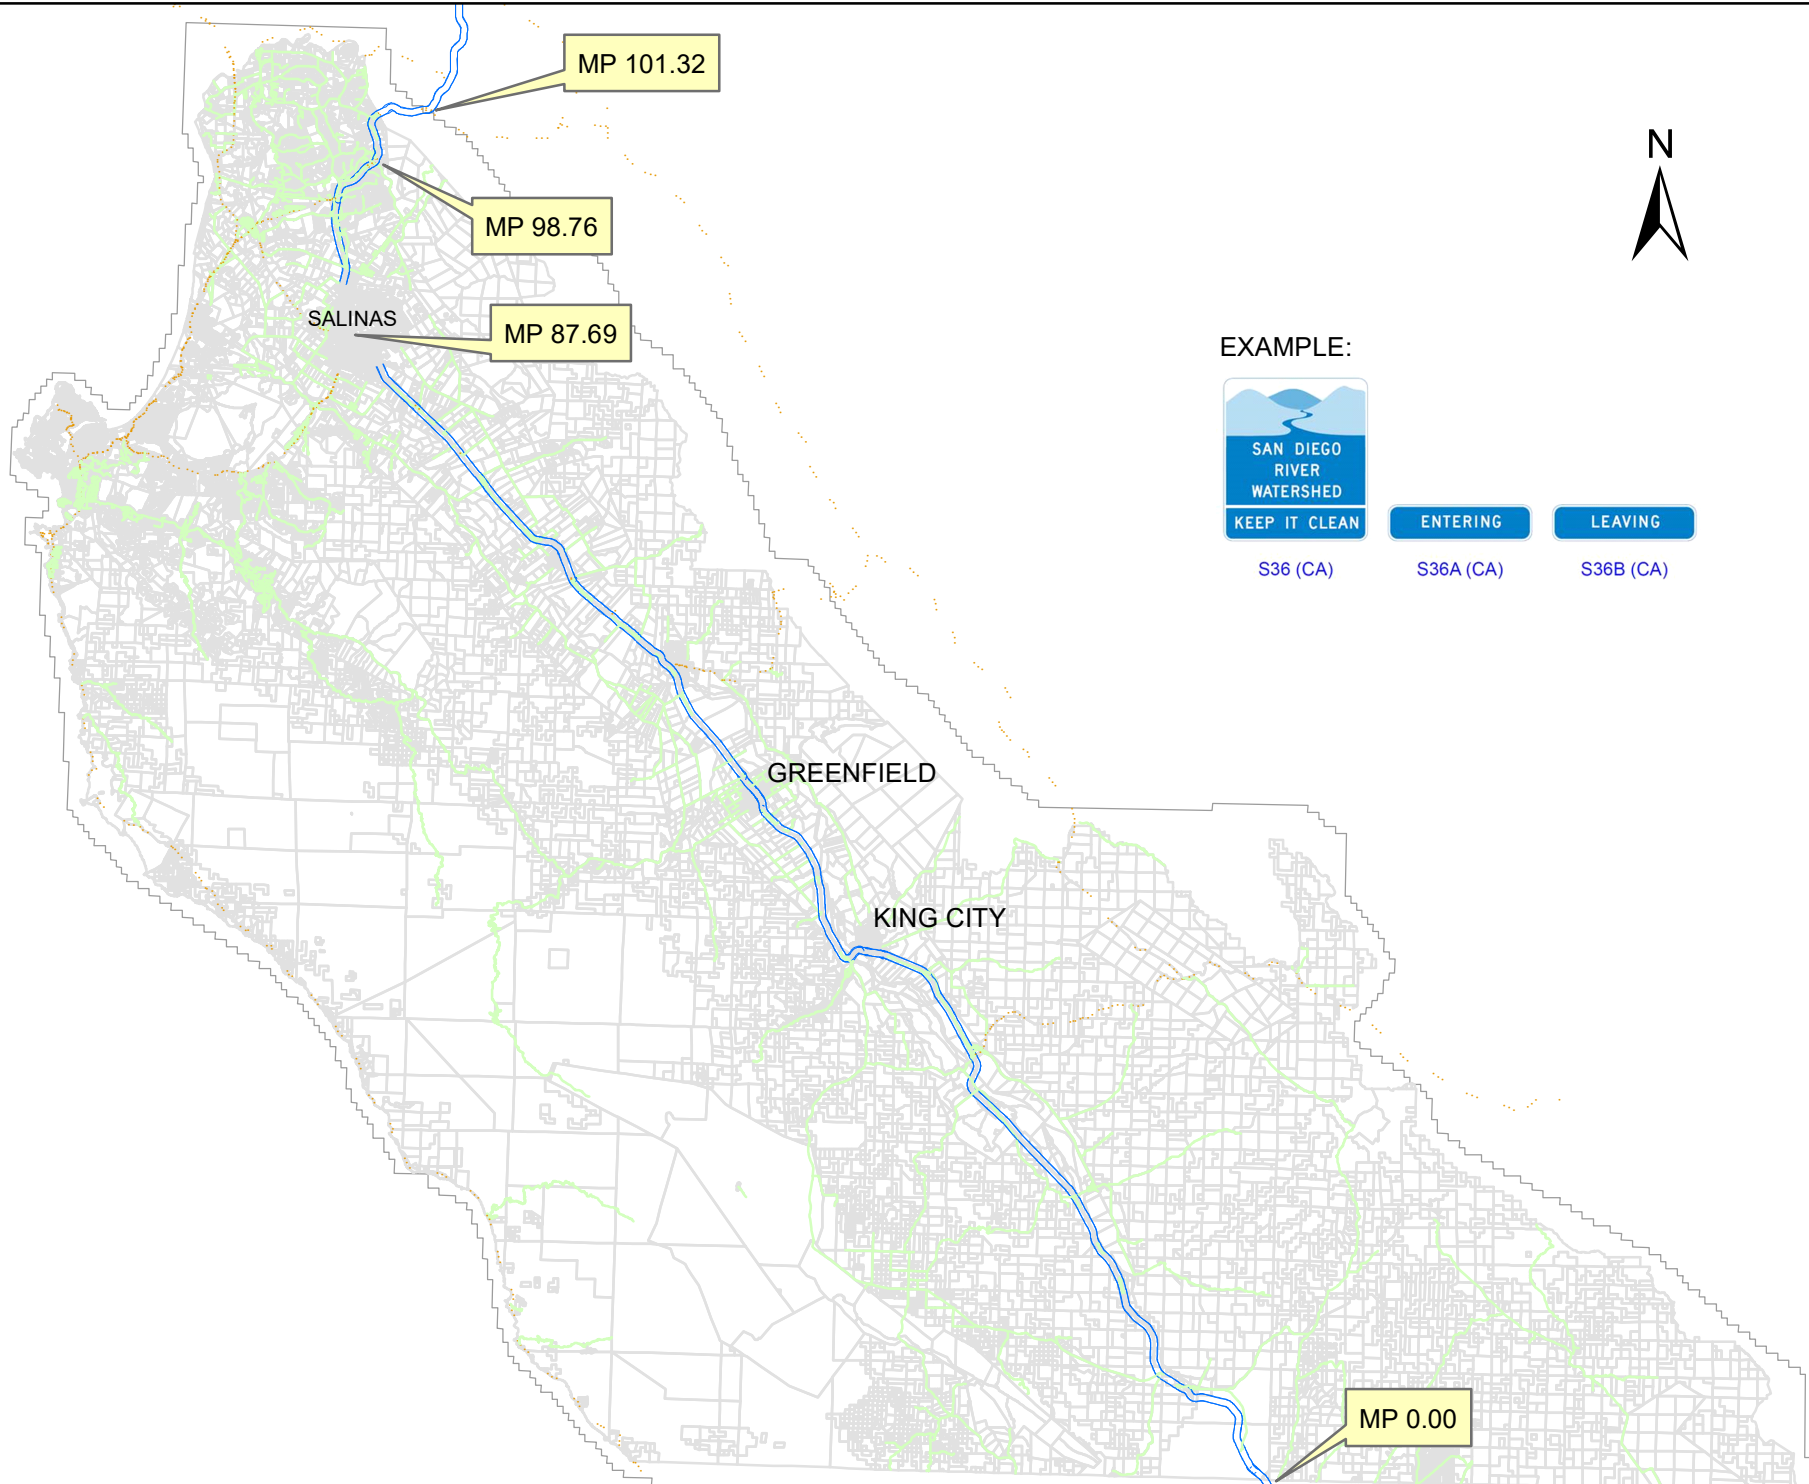 MP 101.32
N
MP 98.76
SALINAS
MP 87.69
EXAMPLE:
SAN DIEGO
RIVER
WATERSHED
KEEP IT CLEAN
ENTERING
LEAVING
S36 (CA)
S36A (CA)
S36B (CA)
GREENFIELD
KING CITY
MP 0.00